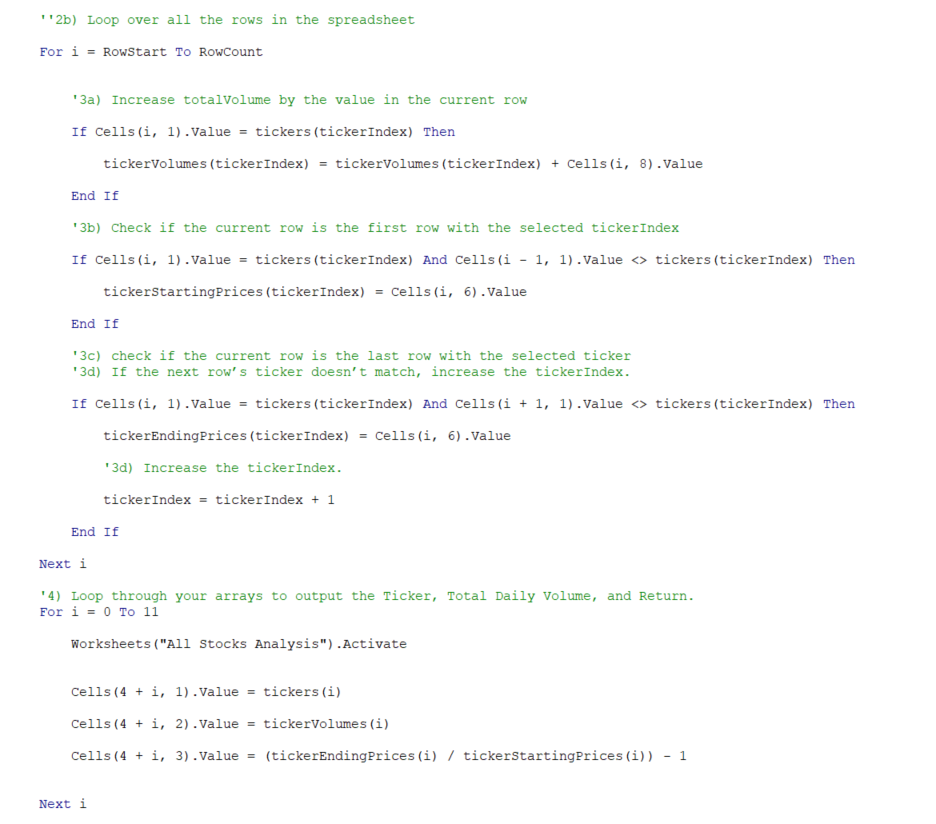 ''2b) Loop over all the rows in the spreadsheet
For i = RowStart To RowCount
'3a) Increase totalVolume by the value in the current row
If Cells(i, 1).Value = tickers(tickerIndex) Then
tickerVolumes(tickerIndex) = tickerVolumes(tickerIndex) + Cells(i, 8).Value
End If
'3b) Check if the current row is the first row with the selected tickerIndex
If Cells(i, 1).Value = tickers(tickerIndex) And Cells(i - 1, 1).Value <> tickers(tickerIndex) Then
tickerStartingPrices(tickerIndex) = Cells(i, 6).Value
End If
'3c) check if the current row is the last row with the selected ticker
'3d) If the next row’s ticker doesn’t match, increase the tickerIndex.
If Cells(i, 1).Value = tickers(tickerIndex) And Cells(i + 1, 1).Value <> tickers(tickerIndex) Then
tickerEndingPrices(tickerIndex) = Cells(i, 6).Value
'3d) Increase the tickerIndex.
tickerIndex = tickerIndex + 1
End If
Next i
'4) Loop through your arrays to output the Ticker, Total Daily Volume, and Return.
For i = 0 To 11
Worksheets("All Stocks Analysis").Activate
Cells(4 + i, 1).Value = tickers(i)
Cells(4 + i, 2).Value = tickerVolumes(i)
Cells(4 + i, 3).Value = (tickerEndingPrices(i) / tickerStartingPrices(i)) - 1
Next i